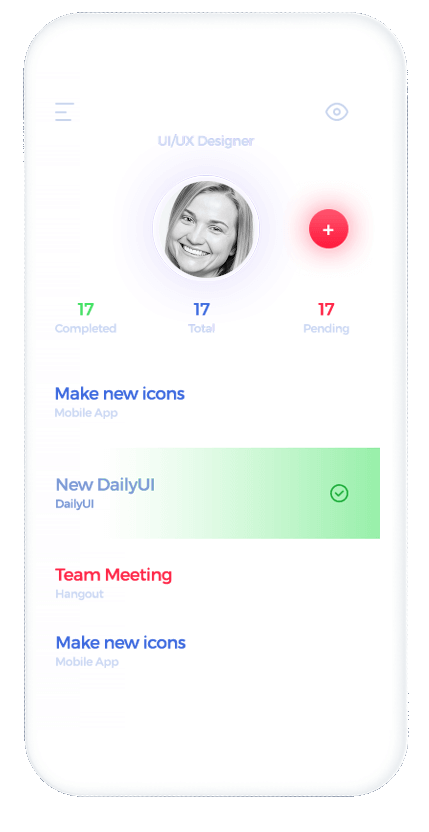 UI/UX Designer
+
17 17 17
Completed Total Pending
Make new icons
Mobile App
New DailyUI
DailyUI
Team Meeting
Hangout
Make new icons
Mobile App